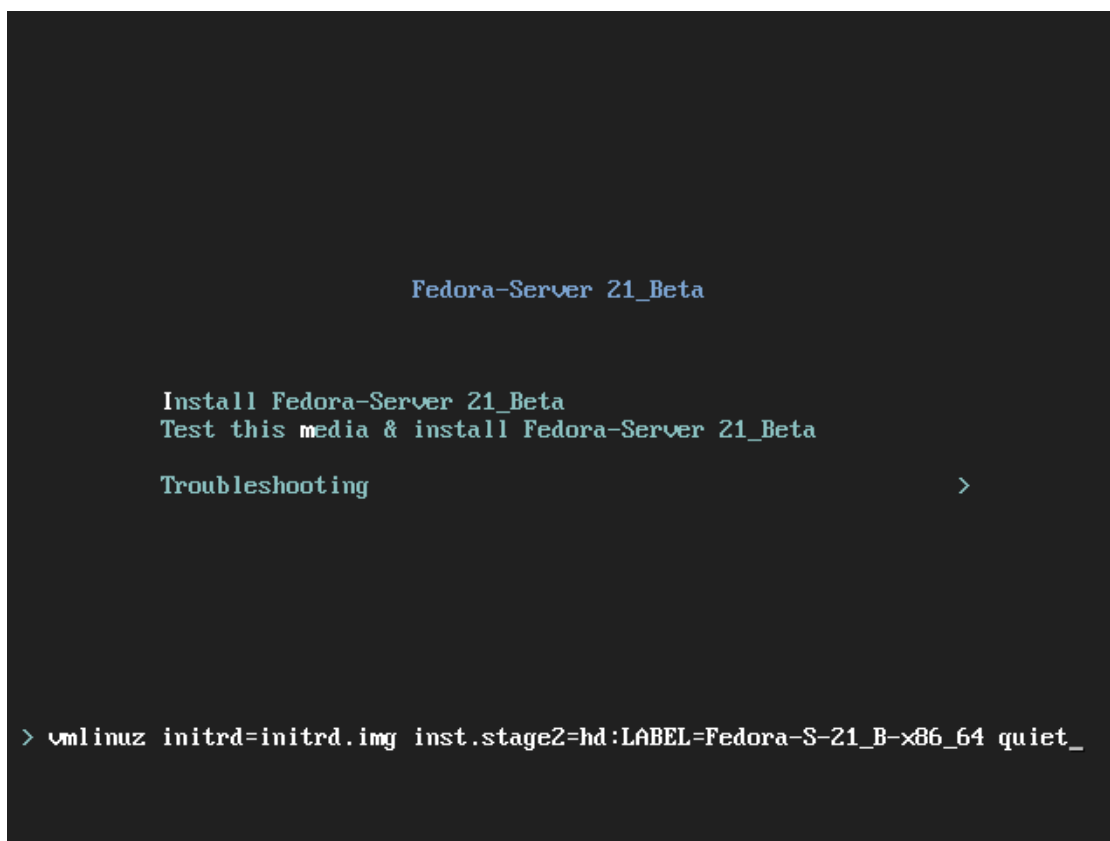 Fedora-Server 21_Beta
Install Fedora-Server 21_Beta
Test this media & install Fedora-Server 21_Beta
Troubleshooting >
> vmlinuz initrd=initrd.img inst.stage2=hd:LABEL=Fedora-S-21_B-x86_64 quiet_